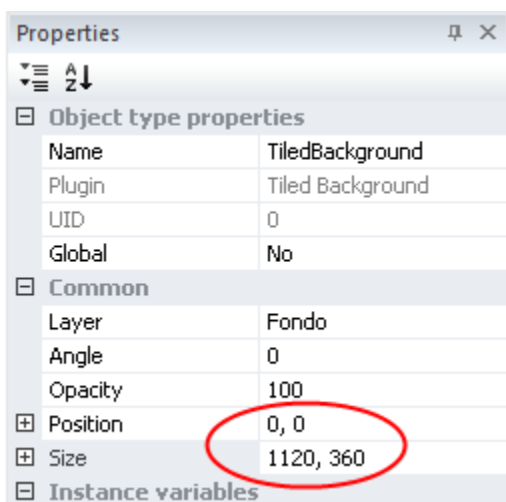 Properties
Object type properties
Name TiledBackground
Plugin Tiled Background
UID 0
Global No
Common
Layer Fondo
Angle 0
Opacity 100
Position 0, 0
Size 1120, 360
Instance variables